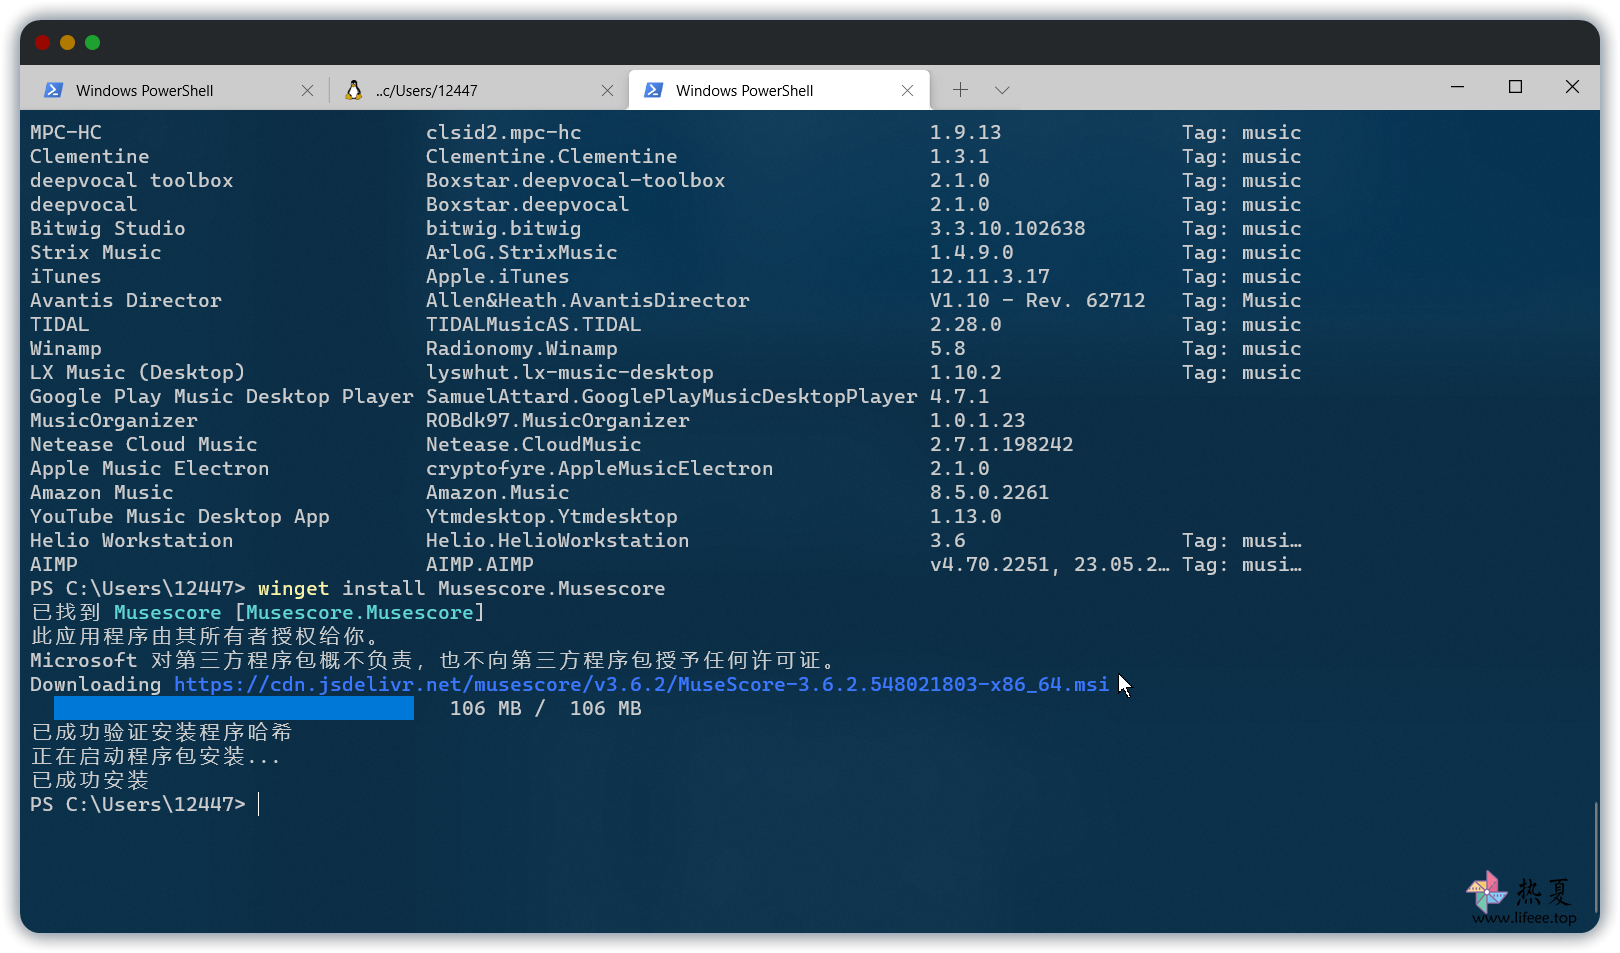 Windows PowerShell ..c/Users/12447 Windows PowerShell
MPC-HC clsid2.mpc-hc 1.9.13 Tag: music
Clementine Clementine.Clementine 1.3.1 Tag: music
deepvocal toolbox Boxstar.deepvocal-toolbox 2.1.0 Tag: music
deepvocal Boxstar.deepvocal 2.1.0 Tag: music
Bitwig Studio bitwig.bitwig 3.3.10.102638 Tag: music
Strix Music ArloG.StrixMusic 1.4.9.0 Tag: music
iTunes Apple.iTunes 12.11.3.17 Tag: music
Avantis Director Allen&Heath.AvantisDirector V1.10 - Rev. 62712 Tag: Music
TIDAL TIDALMusicAS.TIDAL 2.28.0 Tag: music
Winamp Radionomy.Winamp 5.8 Tag: music
LX Music (Desktop) lyswhut.lx-music-desktop 1.10.2 Tag: music
Google Play Music Desktop Player SamuelAttard.GooglePlayMusicDesktopPlayer 4.7.1
MusicOrganizer ROBdk97.MusicOrganizer 1.0.1.23
Netease Cloud Music Netease.CloudMusic 2.7.1.198242
Apple Music Electron cryptofyre.AppleMusicElectron 2.1.0
Amazon Music Amazon.Music 8.5.0.2261
YouTube Music Desktop App Ytmdesktop.Ytmdesktop 1.13.0
Helio Workstation Helio.HelioWorkstation 3.6 Tag: musi…
AIMP AIMP.AIMP v4.70.2251, 23.05.2… Tag: musi…
PS C:\Users\12447> winget install Musescore.Musescore
已找到 Musescore [Musescore.Musescore]
此应用程序由其所有者授权给你。
Microsoft 对第三方程序包概不负责，也不向第三方程序包授予任何许可证。
Downloading https://cdn.jsdelivr.net/musescore/v3.6.2/MuseScore-3.6.2.548021803-x86_64.msi
106 MB / 106 MB
已成功验证安装程序哈希
正在启动程序包安装...
已成功安装
PS C:\Users\12447>
热夏
www.lifeee.top